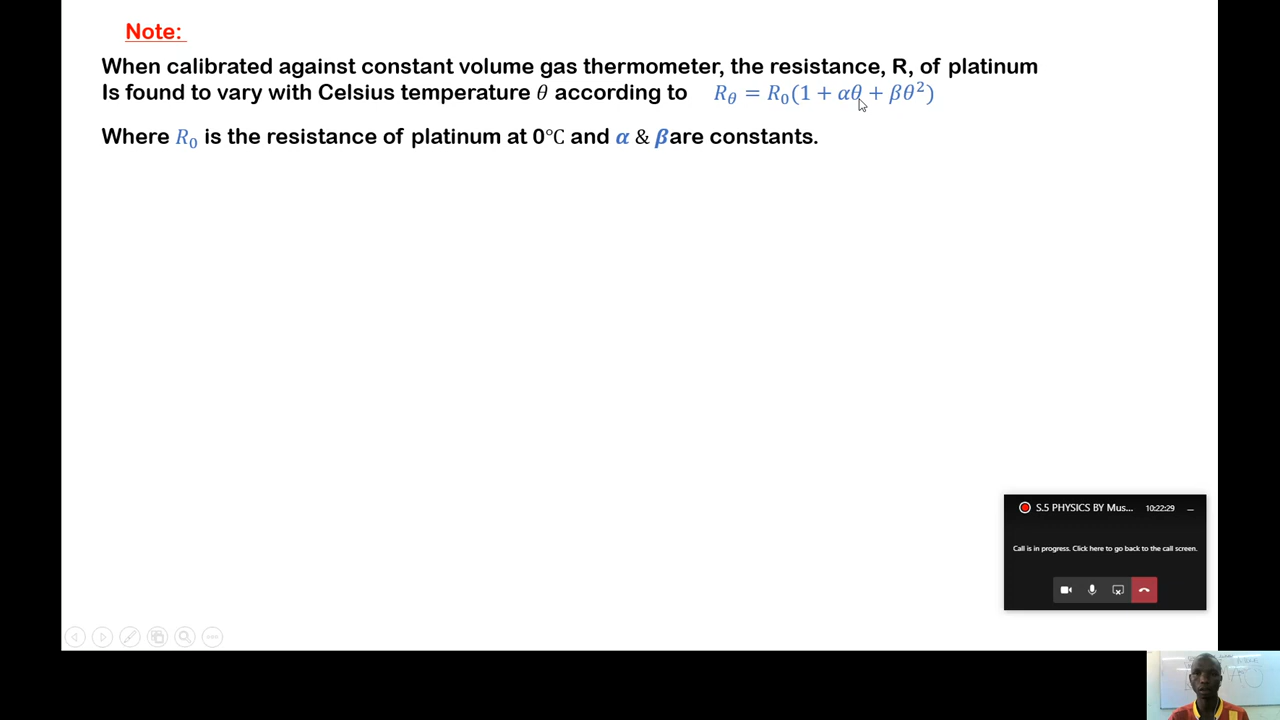 Note:
When calibrated against constant volume gas thermometer, the resistance, R, of platinum
Is found to vary with Celsius temperature θ according to R_θ = R_0(1 + αθ + βθ²)
Where R_0 is the resistance of platinum at 0℃ and α & β are constants.
S.5 PHYSICS BY Mus... 10:22:29
Call is in progress. Click here to go back to the call screen.